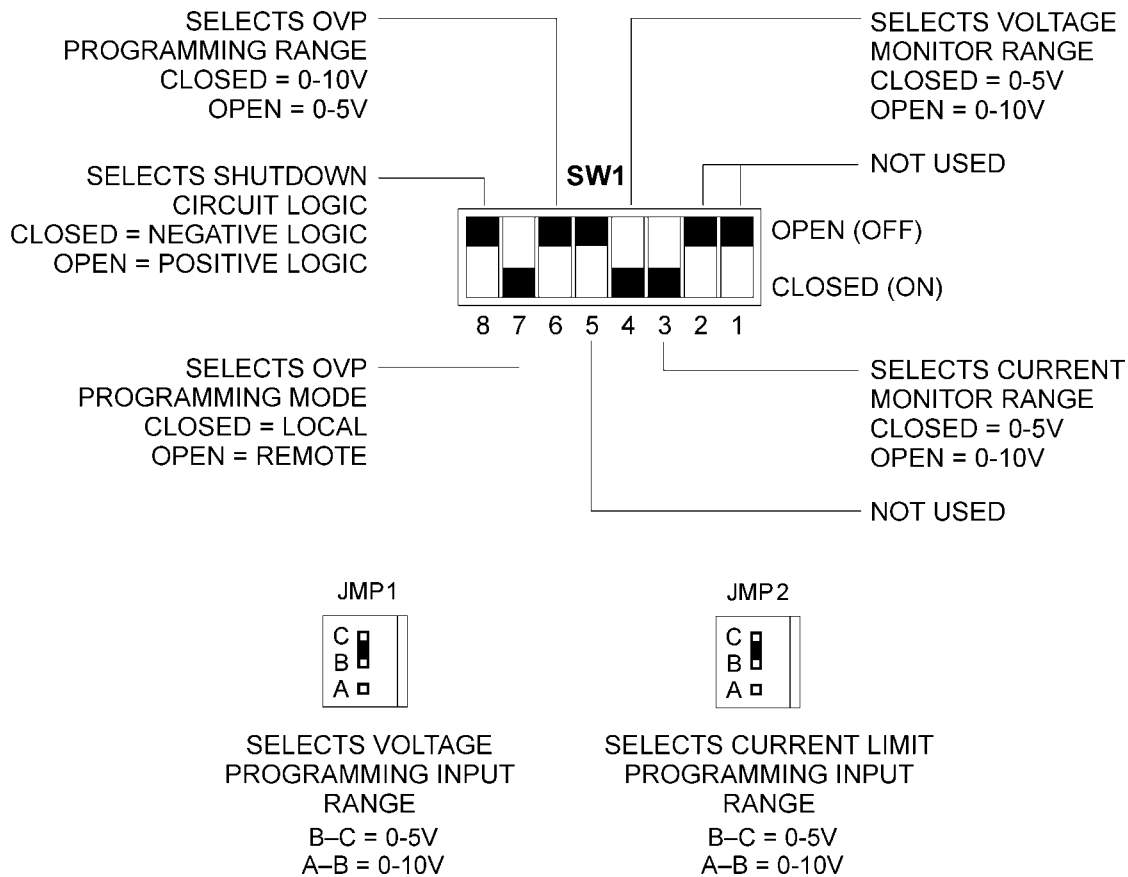 SELECTS OVP
PROGRAMMING RANGE
CLOSED = 0-10V
OPEN = 0-5V
SELECTS VOLTAGE
MONITOR RANGE
CLOSED = 0-5V
OPEN = 0-10V
NOT USED
SW1
SELECTS SHUTDOWN
CIRCUIT LOGIC
CLOSED = NEGATIVE LOGIC
OPEN = POSITIVE LOGIC
OPEN (OFF)
CLOSED (ON)
8 7 6 5 4 3 2 1
SELECTS OVP
PROGRAMMING MODE
CLOSED = LOCAL
OPEN = REMOTE
SELECTS CURRENT
MONITOR RANGE
CLOSED = 0-5V
OPEN = 0-10V
NOT USED
JMP1
C
B
A
SELECTS VOLTAGE
PROGRAMMING INPUT
RANGE
B–C = 0-5V
A–B = 0-10V
JMP2
C
B
A
SELECTS CURRENT LIMIT
PROGRAMMING INPUT
RANGE
B–C = 0-5V
A–B = 0-10V